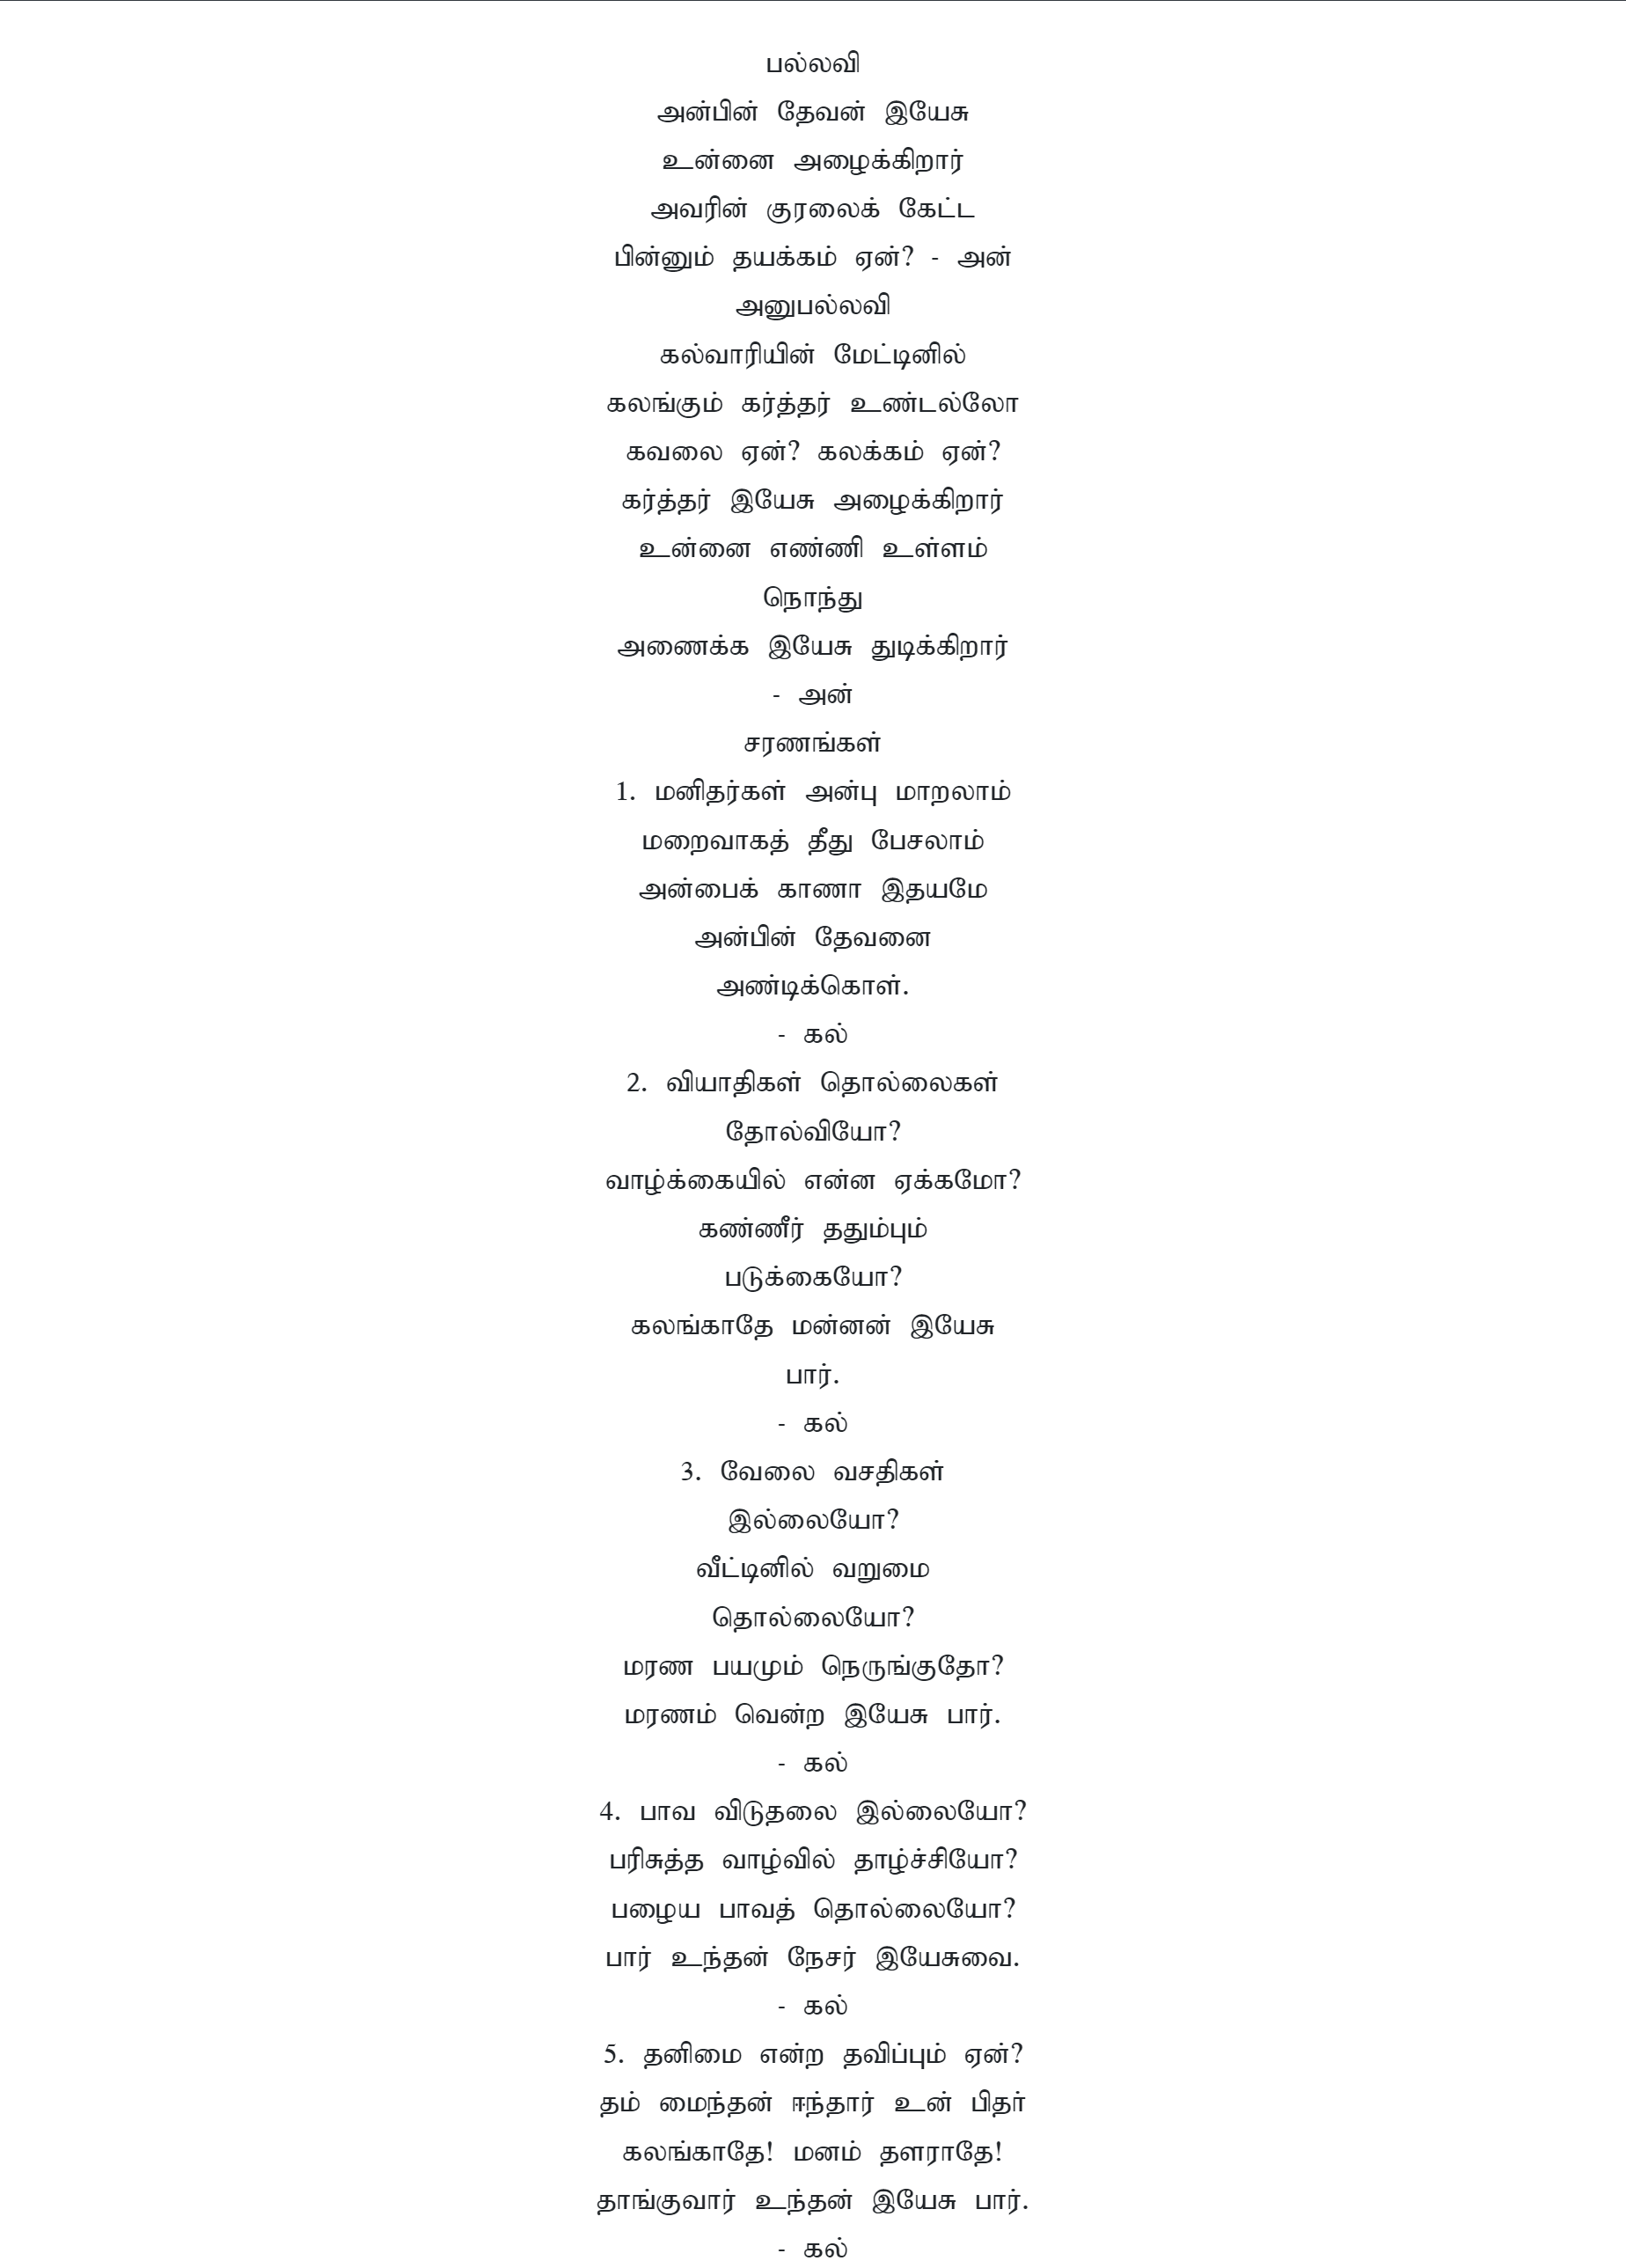 பல்லவி
அன்பின் தேவன் இயேசு
உன்னை அழைக்கிறார்
அவரின் குரலைக் கேட்ட
பின்னும் தயக்கம் ஏன்? - அன்
அனுபல்லவி
கல்வாரியின் மேட்டினில்
கலங்கும் கர்த்தர் உண்டல்லோ
கவலை ஏன்? கலக்கம் ஏன்?
கர்த்தர் இயேசு அழைக்கிறார்
உன்னை எண்ணி உள்ளம்
நொந்து
அணைக்க இயேசு துடிக்கிறார்
- அன்
சரணங்கள்
1. மனிதர்கள் அன்பு மாறலாம்
மறைவாகத் தீது பேசலாம்
அன்பைக் காணா இதயமே
அன்பின் தேவனை
அண்டிக்கொள்.
- கல்
2. வியாதிகள் தொல்லைகள்
தோல்வியோ?
வாழ்க்கையில் என்ன ஏக்கமோ?
கண்ணீர் ததும்பும்
படுக்கையோ?
கலங்காதே மன்னன் இயேசு
பார்.
- கல்
3. வேலை வசதிகள்
இல்லையோ?
வீட்டினில் வறுமை
தொல்லையோ?
மரண பயமும் நெருங்குதோ?
மரணம் வென்ற இயேசு பார்.
- கல்
4. பாவ விடுதலை இல்லையோ?
பரிசுத்த வாழ்வில் தாழ்ச்சியோ?
பழைய பாவத் தொல்லையோ?
பார் உந்தன் நேசர் இயேசுவை.
- கல்
5. தனிமை என்ற தவிப்பும் ஏன்?
தம் மைந்தன் ஈந்தார் உன் பிதர்
கலங்காதே! மனம் தளராதே!
தாங்குவார் உந்தன் இயேசு பார்.
- கல்